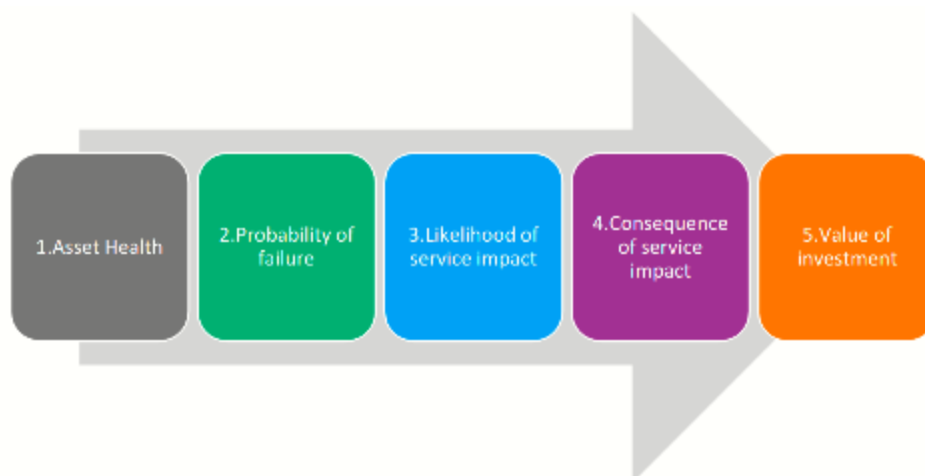 1.Asset Health
2.Probability of
failure
3.Likelihood of
service impact
4.Consequence
of service
impact
5.Value of
investment